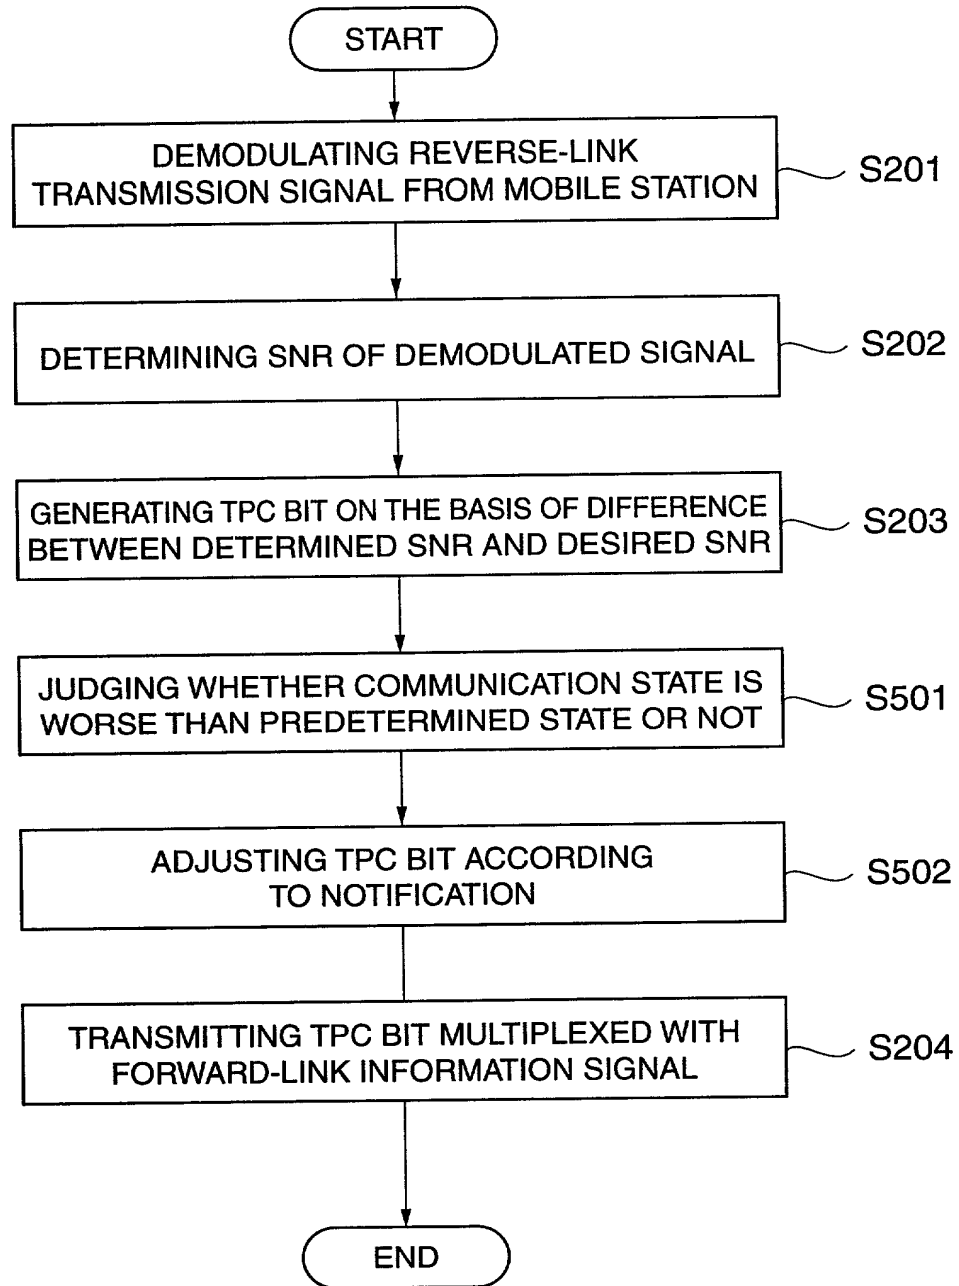 START
DEMODULATING REVERSE-LINK
TRANSMISSION SIGNAL FROM MOBILE STATION
S201
DETERMINING SNR OF DEMODULATED SIGNAL
S202
GENERATING TPC BIT ON THE BASIS OF DIFFERENCE
BETWEEN DETERMINED SNR AND DESIRED SNR
S203
JUDGING WHETHER COMMUNICATION STATE IS
WORSE THAN PREDETERMINED STATE OR NOT
S501
ADJUSTING TPC BIT ACCORDING
TO NOTIFICATION
S502
TRANSMITTING TPC BIT MULTIPLEXED WITH
FORWARD-LINK INFORMATION SIGNAL
S204
END